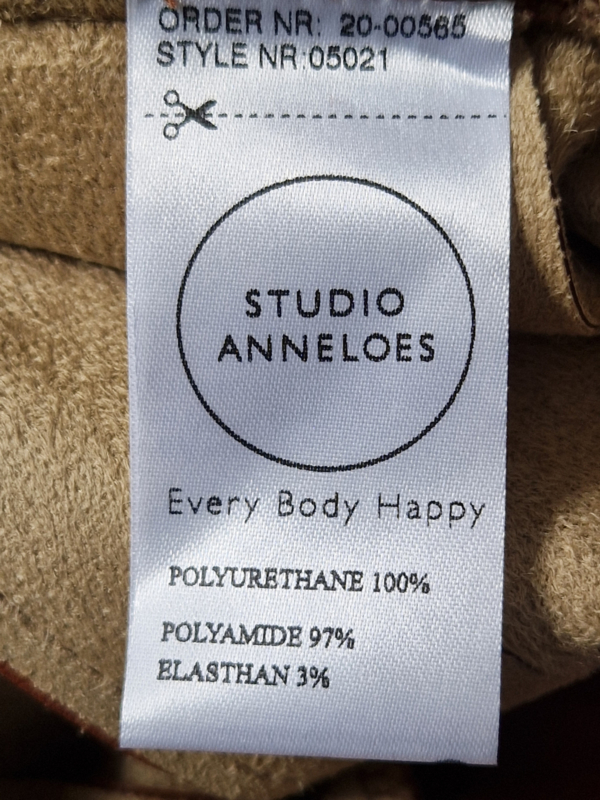 ORDER NR: 20-00565
STYLE NR:05021
STUDIO
ANNELOES
Every Body Happy
POLYURETHANE 100%
POLYAMIDE 97%
ELASTHAN 3%